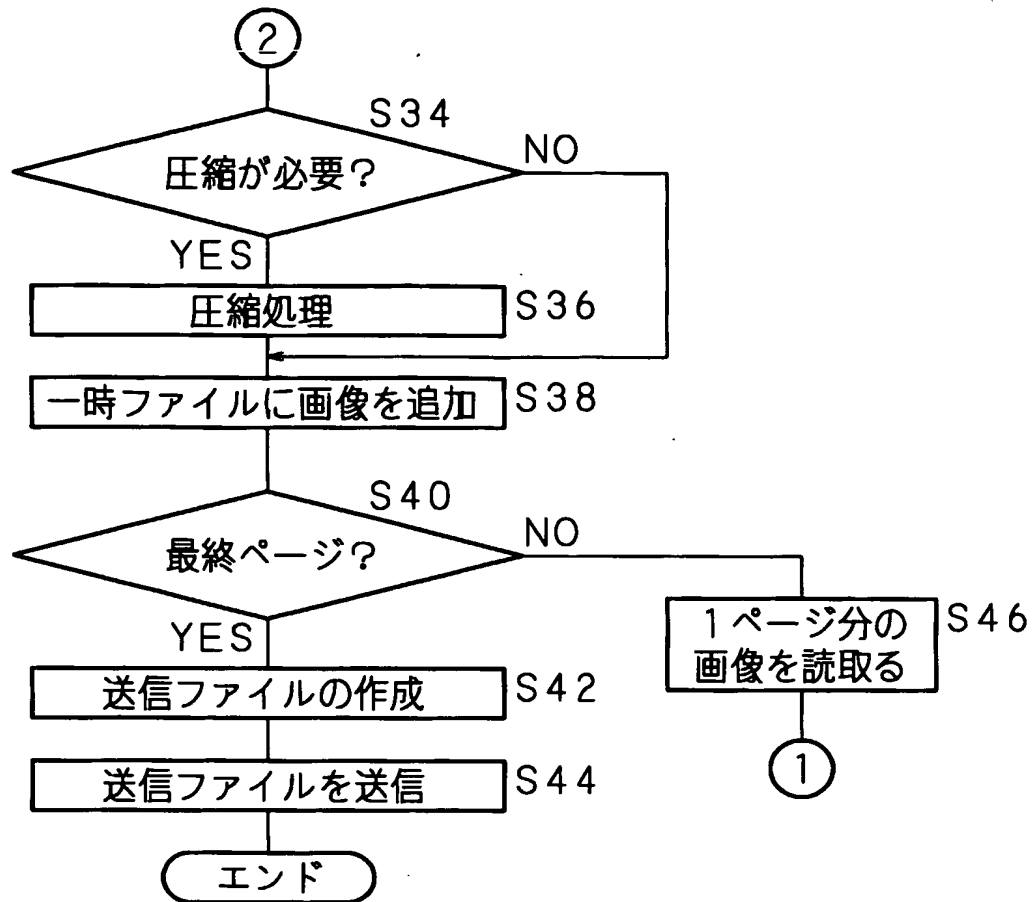 2
S34
圧縮が必要?
NO
YES
圧縮処理
S36
一時ファイルに画像を追加
S38
S40
最終ページ?
NO
YES
1ページ分の
画像を読取る
S46
送信ファイルの作成
S42
送信ファイルを送信
S44
1
エンド